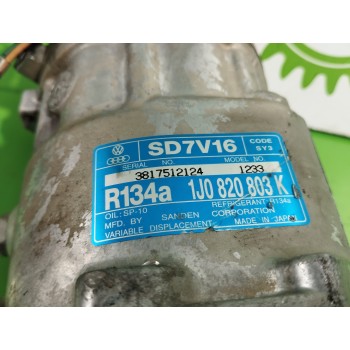 SD7V16 CODE SY3
SERIAL NO. MODEL NO.
3817512124 1233
R134a 1J0 820 803 K
OIL: SP-10 REFRIGERANT R134a
MFD. BY SANDEN CORPORATION
VARIABLE DISPLACEMENT MADE IN JAPAN